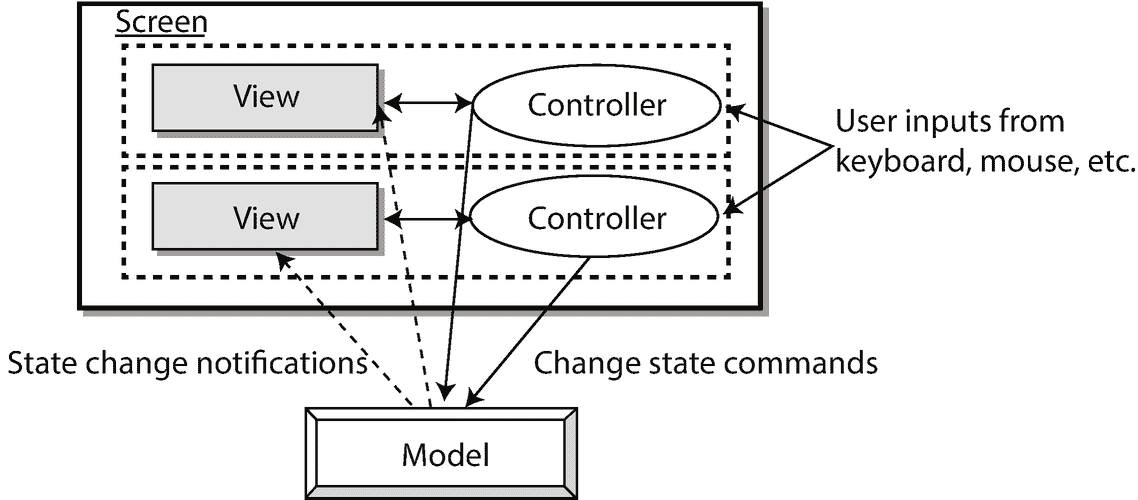 Screen
View
Controller
User inputs from
keyboard, mouse, etc.
View
Controller
State change notifications
Change state commands
Model